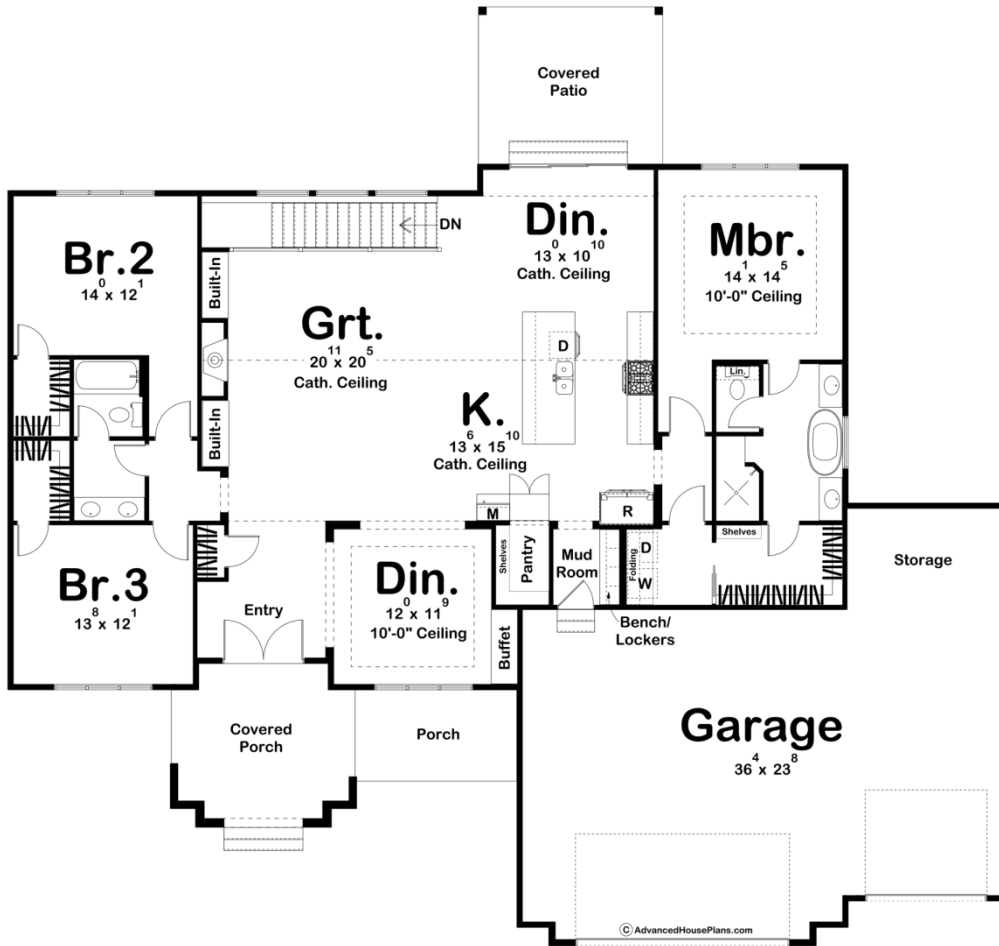 Covered
Patio
DN
Din.
13⁰ x 10¹⁰
Cath. Ceiling
Br.2
14⁰ x 12¹
Mbr.
14¹ x 14⁵
10'-0" Ceiling
Built-In
Grt.
20¹¹ x 20⁵
Cath. Ceiling
D
Lin.
Built-In
K.
13⁶ x 15¹⁰
Cath. Ceiling
M
R
Shelves
Br.3
13⁸ x 12¹
Entry
Din.
12⁰ x 11⁹
10'-0" Ceiling
Buffet
Shelves
Pantry
Mud
Room
Folding
D
W
Bench/
Lockers
Storage
Covered
Porch
Porch
Garage
36⁴ x 23⁸
© AdvancedHousePlans.com